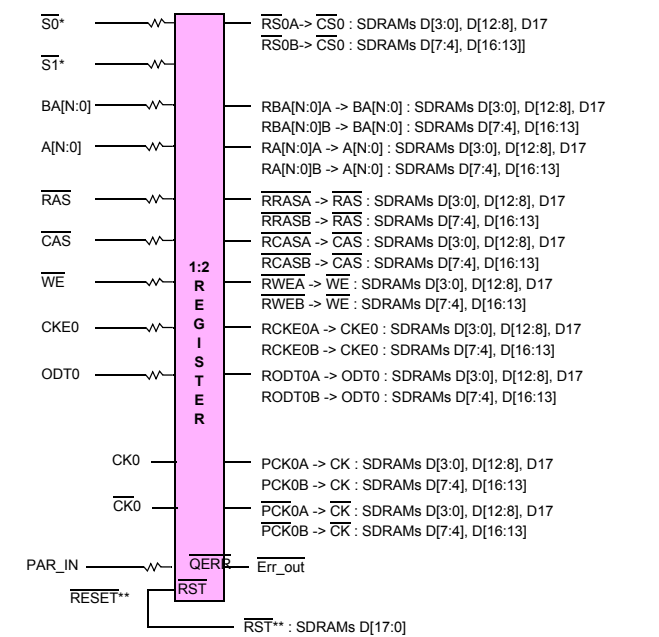 S0*
RS0A-> CS0 : SDRAMs D[3:0], D[12:8], D17
RS0B-> CS0 : SDRAMs D[7:4], D[16:13]]
S1*
BA[N:0]
RBA[N:0]A -> BA[N:0] : SDRAMs D[3:0], D[12:8], D17
RBA[N:0]B -> BA[N:0] : SDRAMs D[7:4], D[16:13]
A[N:0]
RA[N:0]A -> A[N:0] : SDRAMs D[3:0], D[12:8], D17
RA[N:0]B -> A[N:0] : SDRAMs D[7:4], D[16:13]
RAS
RRASA -> RAS : SDRAMs D[3:0], D[12:8], D17
RRASB -> RAS : SDRAMs D[7:4], D[16:13]
CAS
RCASA -> CAS : SDRAMs D[3:0], D[12:8], D17
RCASB -> CAS : SDRAMs D[7:4], D[16:13]
WE
RWEA -> WE : SDRAMs D[3:0], D[12:8], D17
RWEB -> WE : SDRAMs D[7:4], D[16:13]
CKE0
RCKE0A -> CKE0 : SDRAMs D[3:0], D[12:8], D17
RCKE0B -> CKE0 : SDRAMs D[7:4], D[16:13]
ODT0
RODT0A -> ODT0 : SDRAMs D[3:0], D[12:8], D17
RODT0B -> ODT0 : SDRAMs D[7:4], D[16:13]
1:2
R
E
G
I
S
T
E
R
CK0
PCK0A -> CK : SDRAMs D[3:0], D[12:8], D17
PCK0B -> CK : SDRAMs D[7:4], D[16:13]
CK0
PCK0A -> CK : SDRAMs D[3:0], D[12:8], D17
PCK0B -> CK : SDRAMs D[7:4], D[16:13]
PAR_IN
QERR
Err_out
RESET**
RST
RST** : SDRAMs D[17:0]